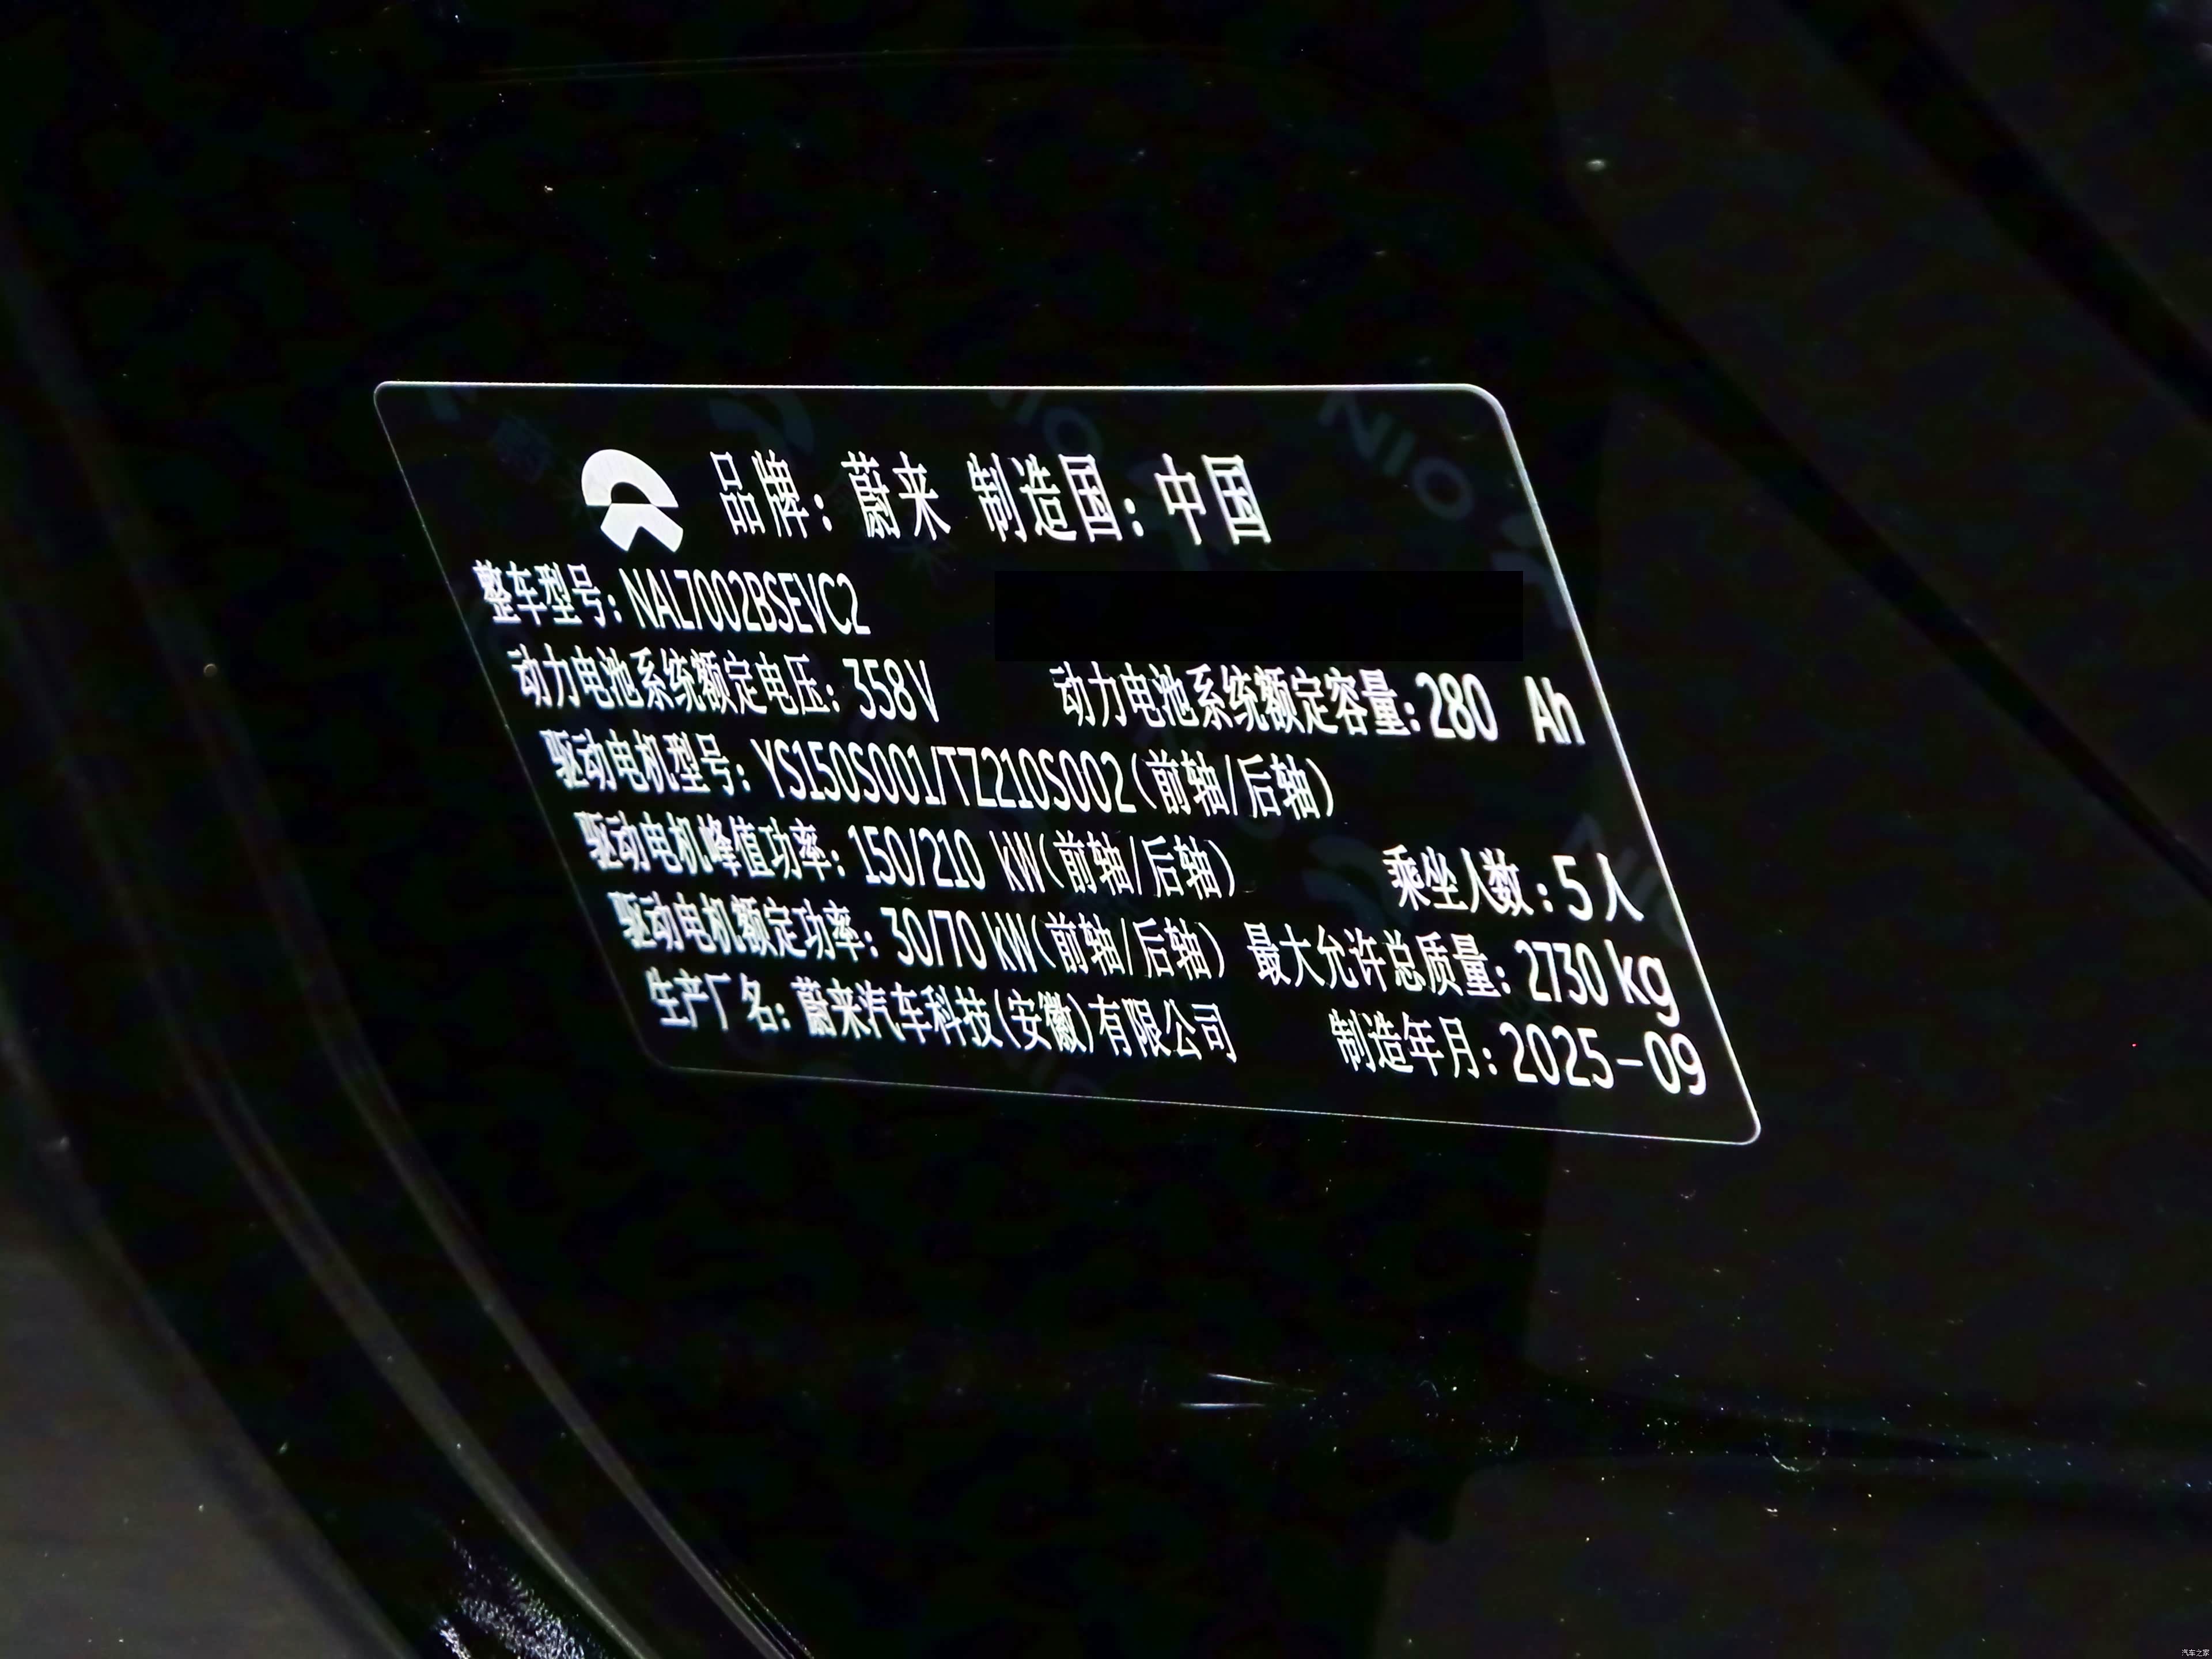 品牌：蔚来 制造国：中国
整车型号：NAL7002BSEVC2
动力电池系统额定电压：358V 动力电池系统额定容量：280 Ah
驱动电机型号：YS150S001/TZ210S002(前轴/后轴)
驱动电机峰值功率：150/210 kW(前轴/后轴) 乘坐人数：5人
驱动电机额定功率：30/70 kW(前轴/后轴) 最大允许总质量：2730 kg
生产厂名：蔚来汽车科技(安徽)有限公司 制造年月：2025-09
NIO
汽车之家